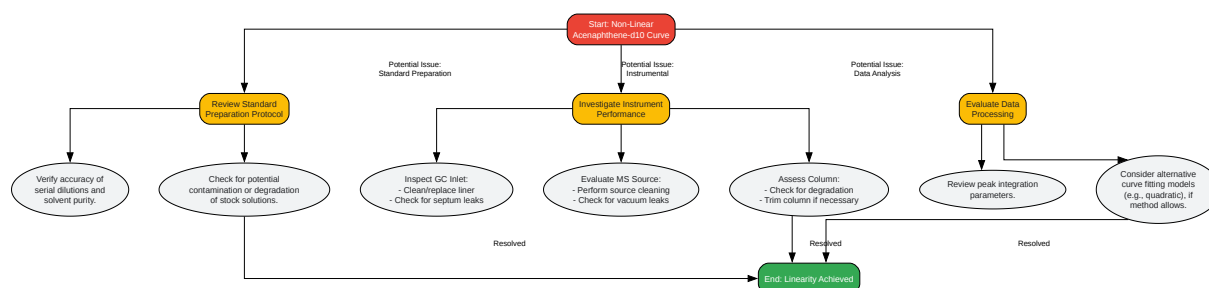 Start: Non-Linear
Acenaphthene-d10 Curve
Potential Issue:
Standard Preparation
Potential Issue:
Instrumental
Potential Issue:
Data Analysis
Review Standard
Preparation Protocol
Investigate Instrument
Performance
Evaluate Data
Processing
Verify accuracy of
serial dilutions and
solvent purity.
Check for potential
contamination or degradation
of stock solutions.
Inspect GC Inlet:
- Clean/replace liner
- Check for septum leaks
Evaluate MS Source:
- Perform source cleaning
- Check for vacuum leaks
Assess Column:
- Check for degradation
- Trim column if necessary
Review peak integration
parameters.
Consider alternative
curve fitting models
(e.g., quadratic), if
method allows.
Resolved
Resolved
Resolved
End: Linearity Achieved